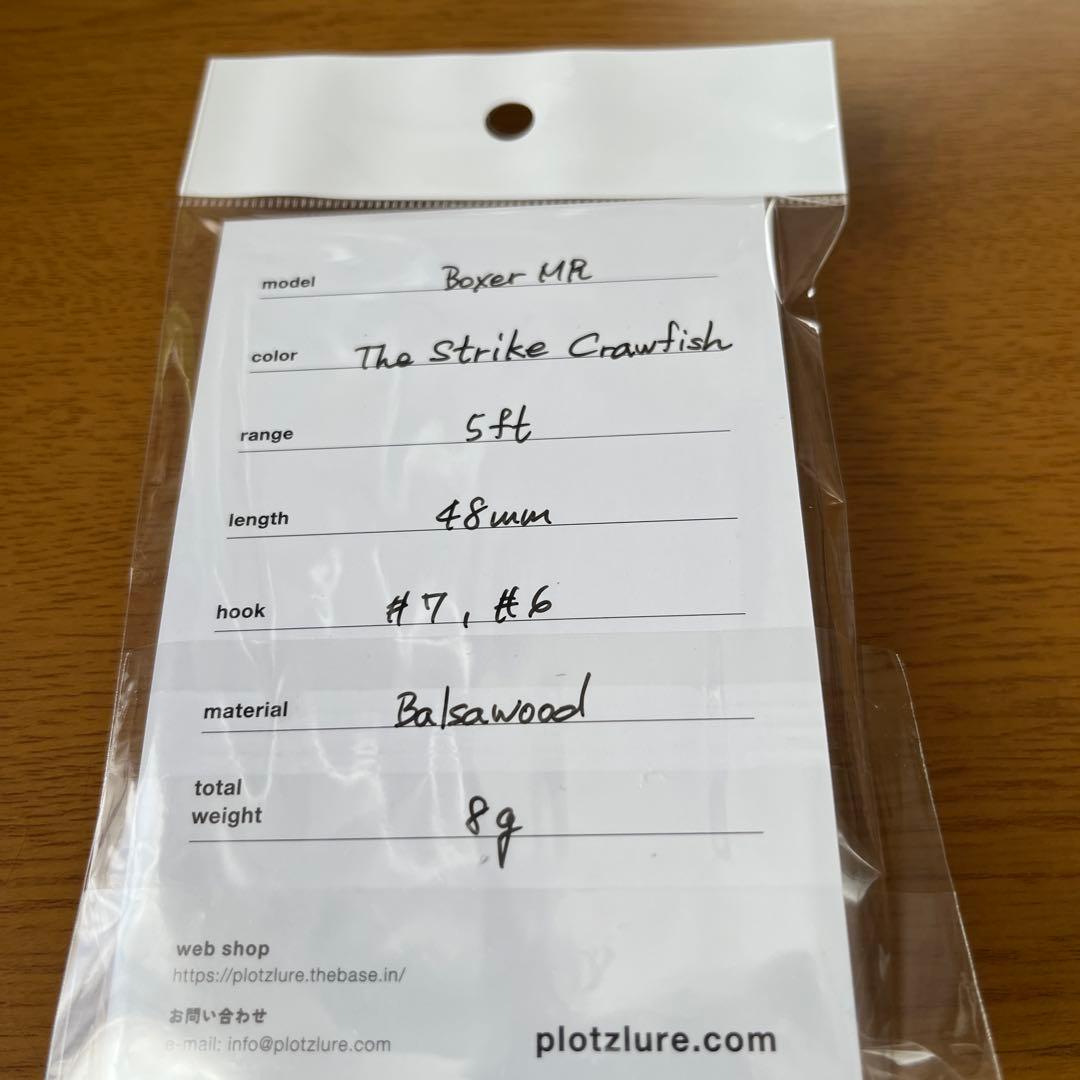 model Boxer MR
color The Strike Crawfish
range 5ft
length 48mm
hook #7, #6
material Balsawood
total
weight 8g
web shop
https://plotzlure.thebase.in/
お問い合わせ
e-mail: info@plotzlure.com
plotzlure.com